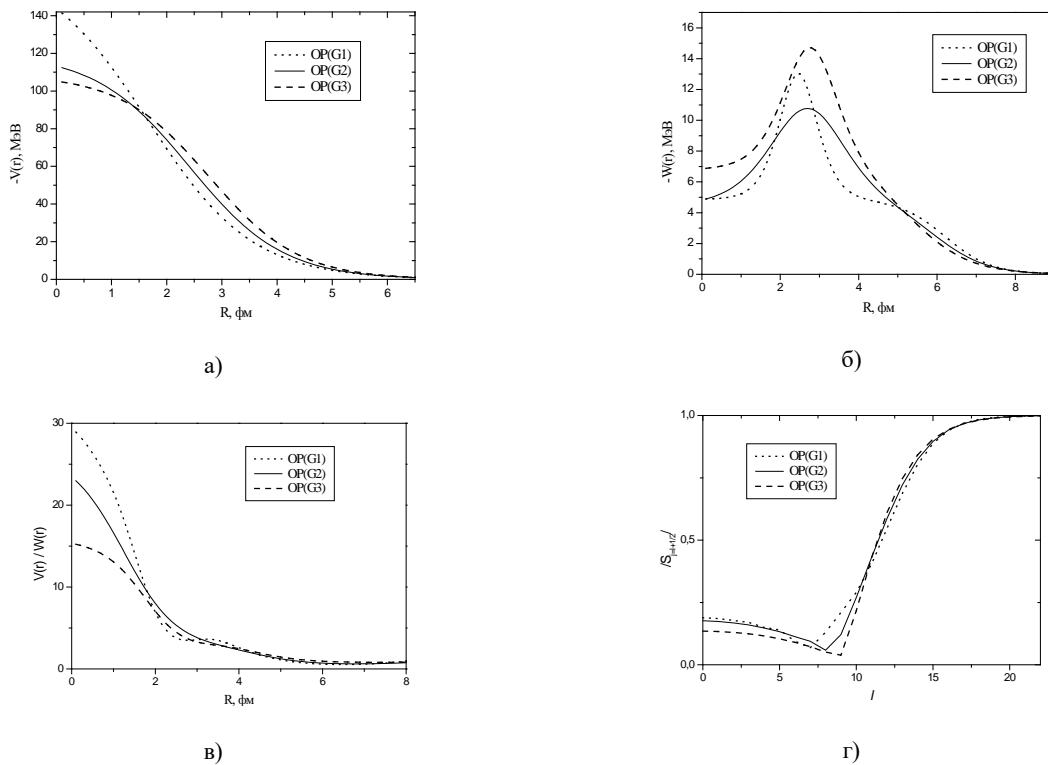 140
120
100
80
60
40
20
0
-V(r), МэВ
OP(G1)
OP(G2)
OP(G3)
0 1 2 3 4 5 6
R, фм
а)
16
14
12
10
8
6
4
2
0
-W(r), МэВ
OP(G1)
OP(G2)
OP(G3)
0 2 4 6 8
R, фм
б)
30
20
10
0
V(r) / W(r)
OP(G1)
OP(G2)
OP(G3)
0 2 4 6 8
R, фм
в)
1,0
0,5
0,0
/S j=l+1/2/
OP(G1)
OP(G2)
OP(G3)
0 5 10 15 20
l
г)